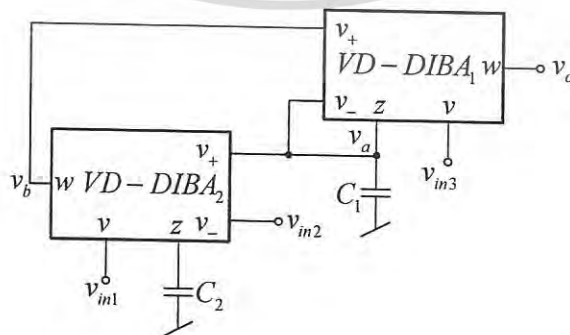 v+
VD − DIBA1 w
vo
v− z v
va
v+
vb w VD − DIBA2
C1
vin3
v z v−
vin2
vin1
C2